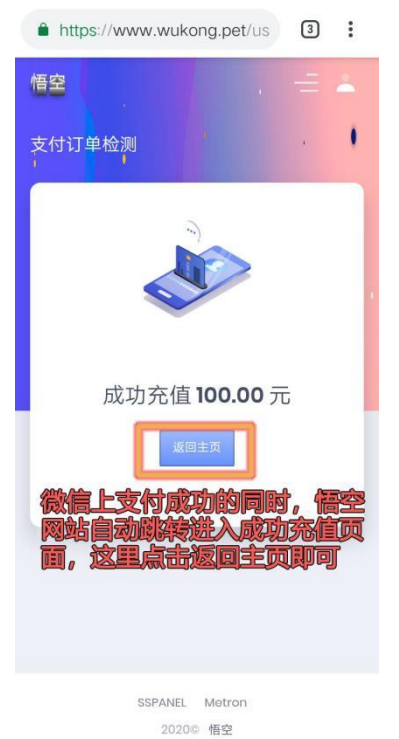 https://www.wukong.pet/us
3
悟空
支付订单检测
成功充值 100.00 元
返回主页
微信上支付成功的同时，悟空
网站自动跳转进入成功充值页
面，这里点击返回主页即可
SSPANEL Metron
2020© 悟空